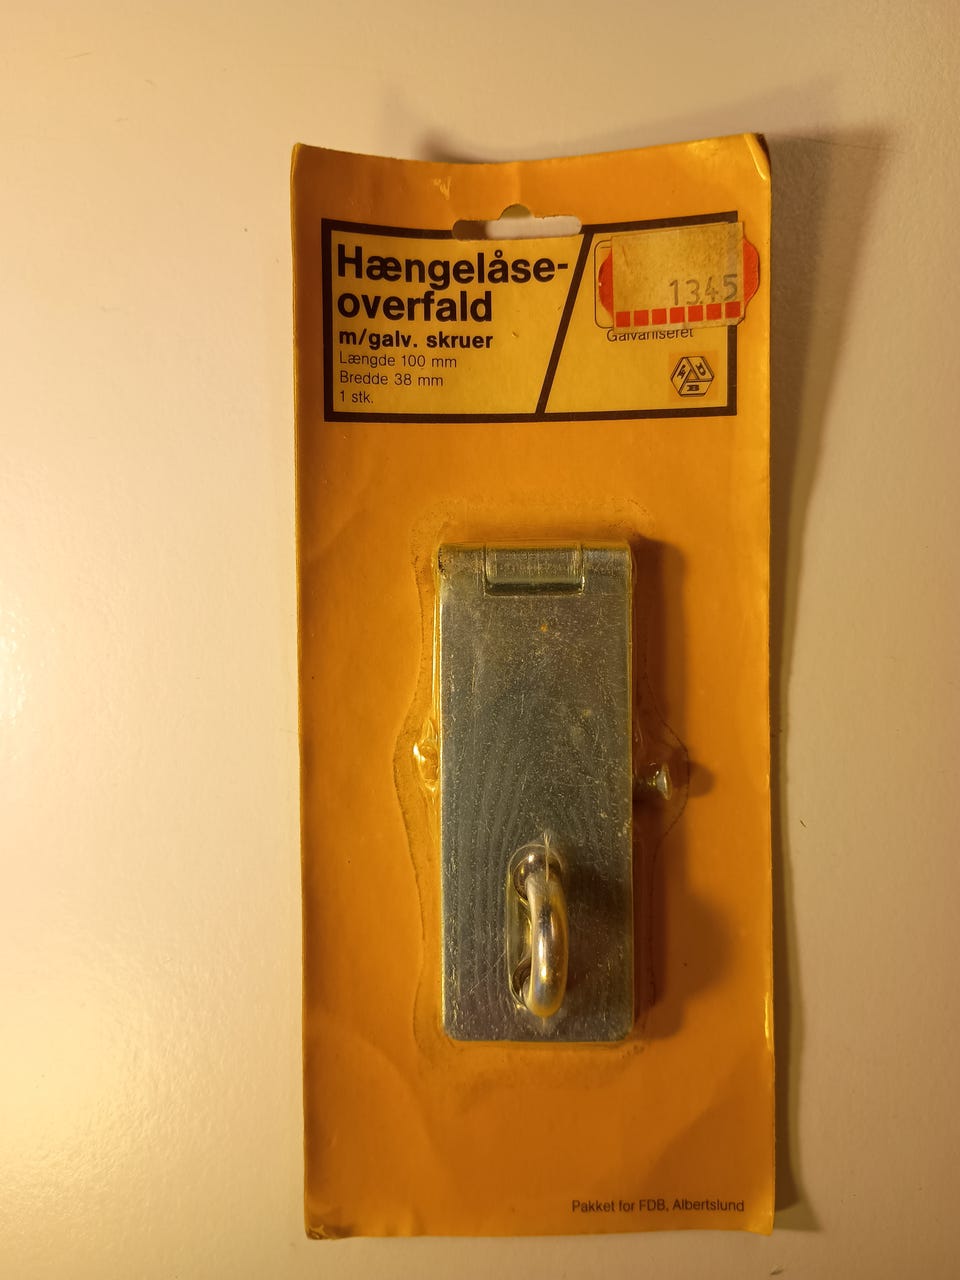 Hængelåse-
overfald
m/galv. skruer
Længde 100 mm
Bredde 38 mm
1 stk.
1345
Galvaniseret
Pakket for FDB, Albertslund